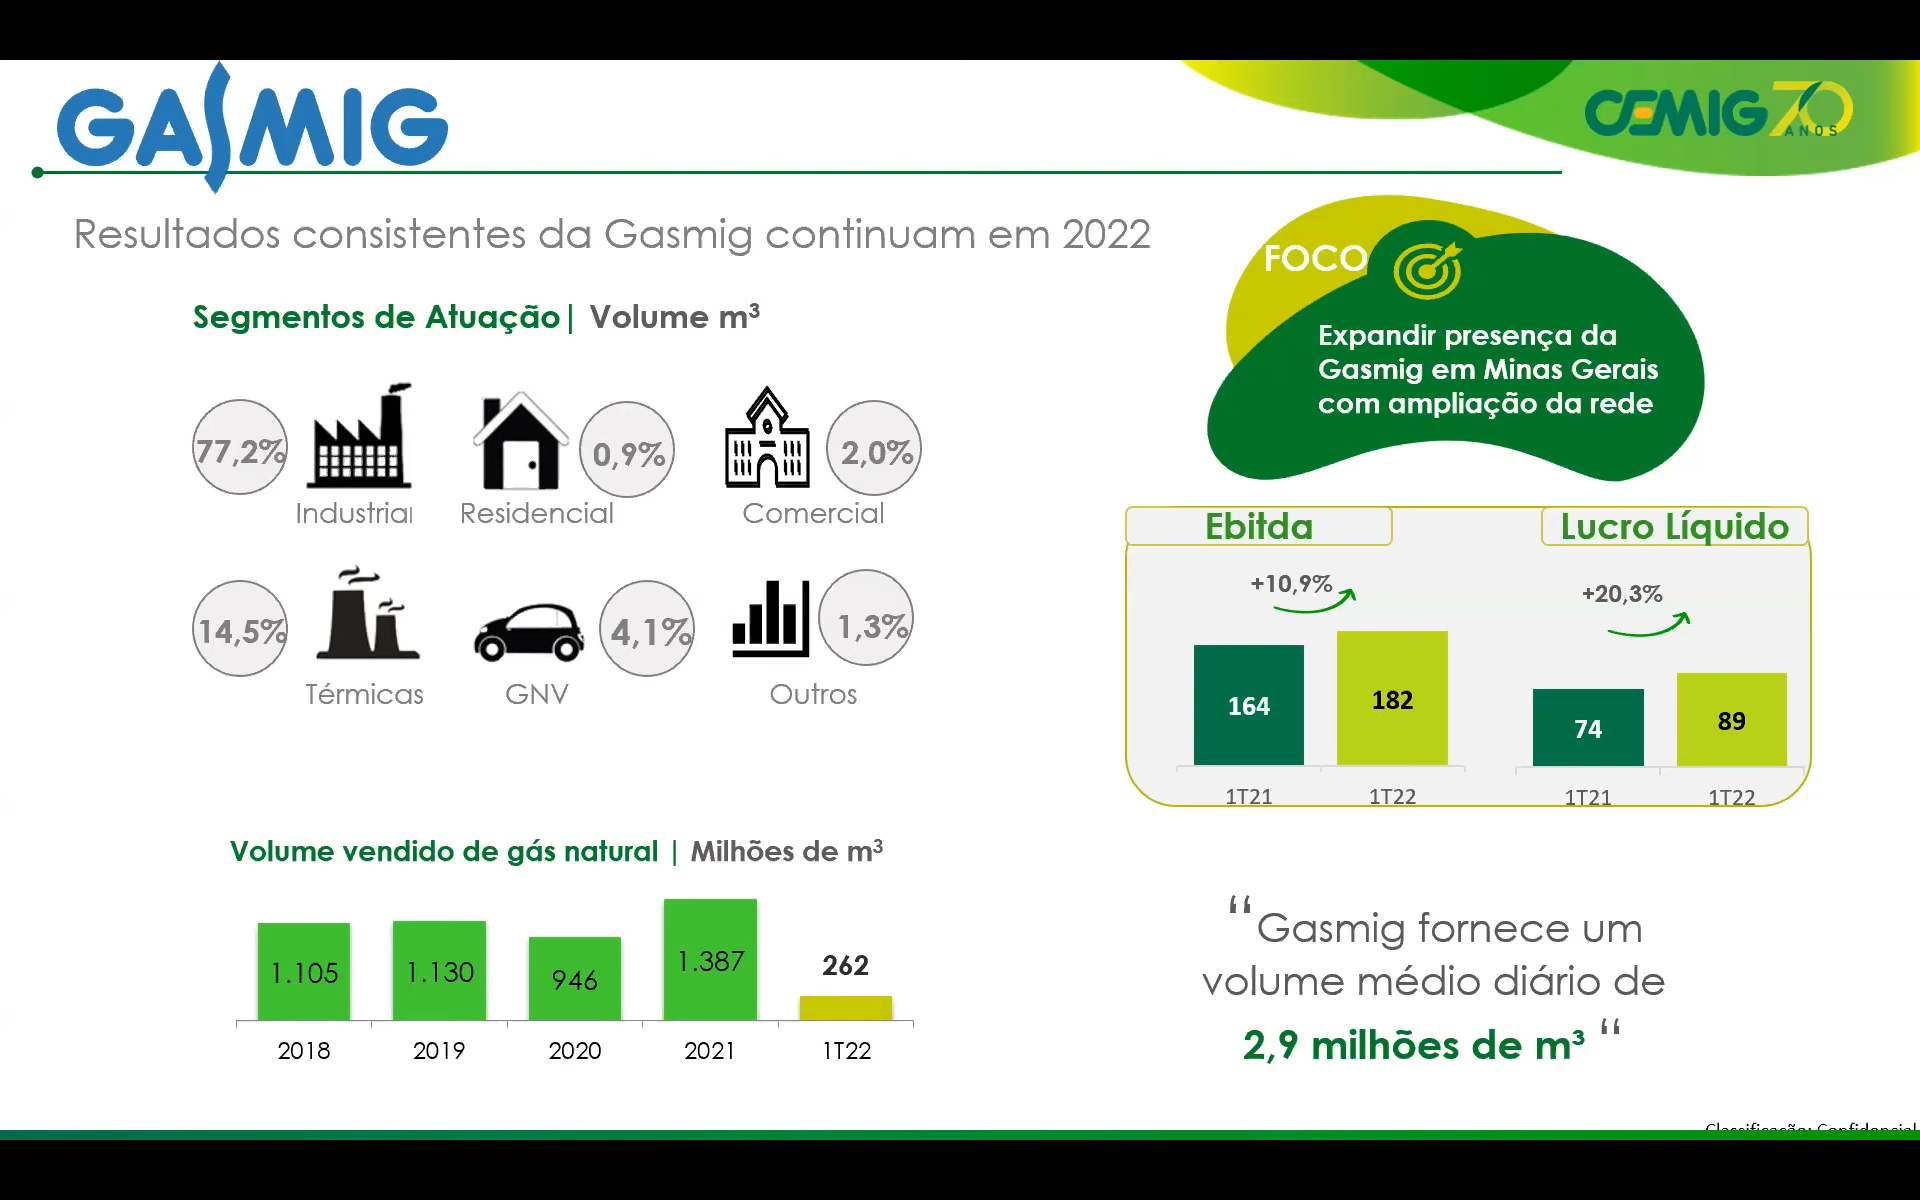 GASMIG
CEMIG 70
ANOS
Resultados consistentes da Gasmig continuam em 2022
FOCO
Expandir presença da
Gasmig em Minas Gerais
com ampliação da rede
Segmentos de Atuação| Volume m³
77,2%
0,9%
2,0%
Industrial
Residencial
Comercial
14,5%
4,1%
1,3%
Térmicas
GNV
Outros
Ebitda
Lucro Líquido
+10,9%
+20,3%
164
182
74
89
1T21
1T22
1T21
1T22
Volume vendido de gás natural | Milhões de m³
1.105
1.130
946
1.387
262
2018
2019
2020
2021
1T22
“Gasmig fornece um
volume médio diário de
2,9 milhões de m³ “
Classificação: Confidencial